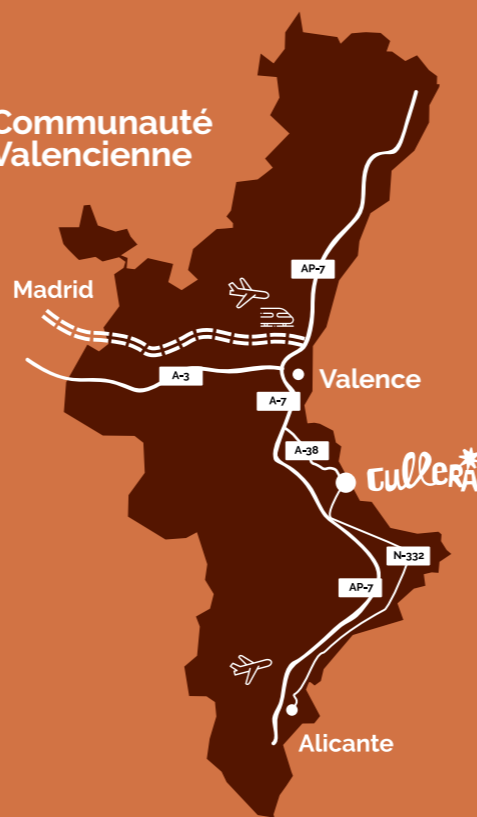 Communauté
Valencienne
AP-7
Madrid
A-3
Valence
A-7
A-38
cullerA
N-332
AP-7
Alicante